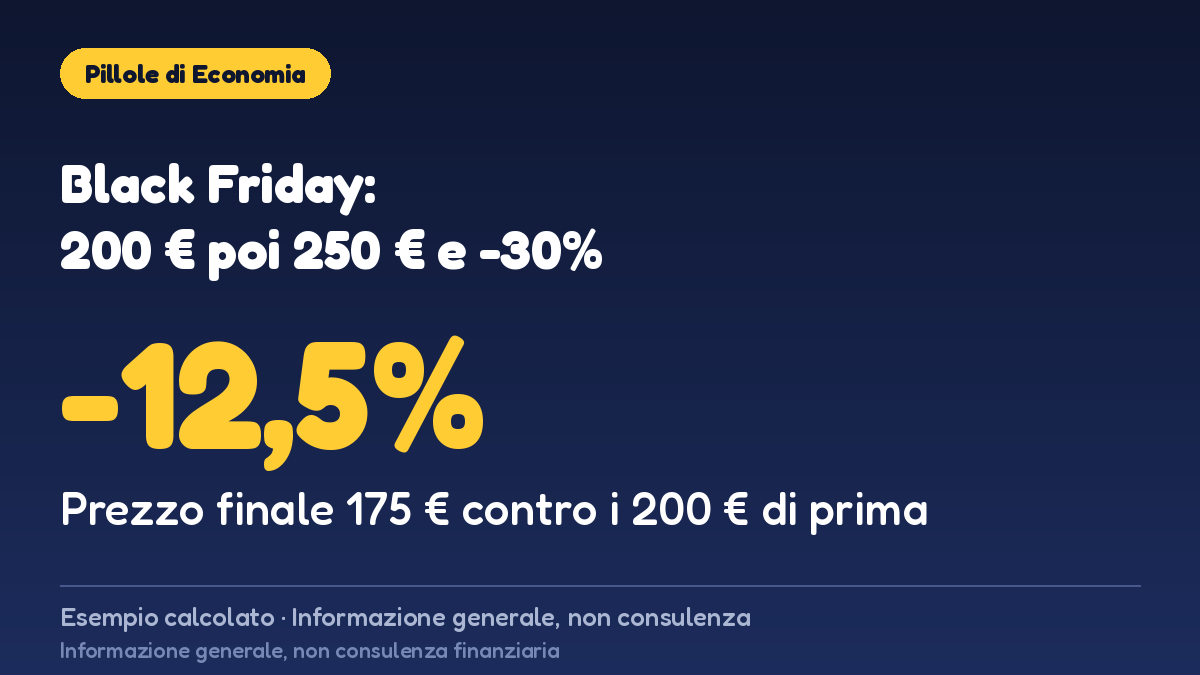 Pillole di Economia
Black Friday:
200 € poi 250 € e -30%
-12,5%
Prezzo finale 175 € contro i 200 € di prima
Esempio calcolato · Informazione generale, non consulenza
Informazione generale, non consulenza finanziaria